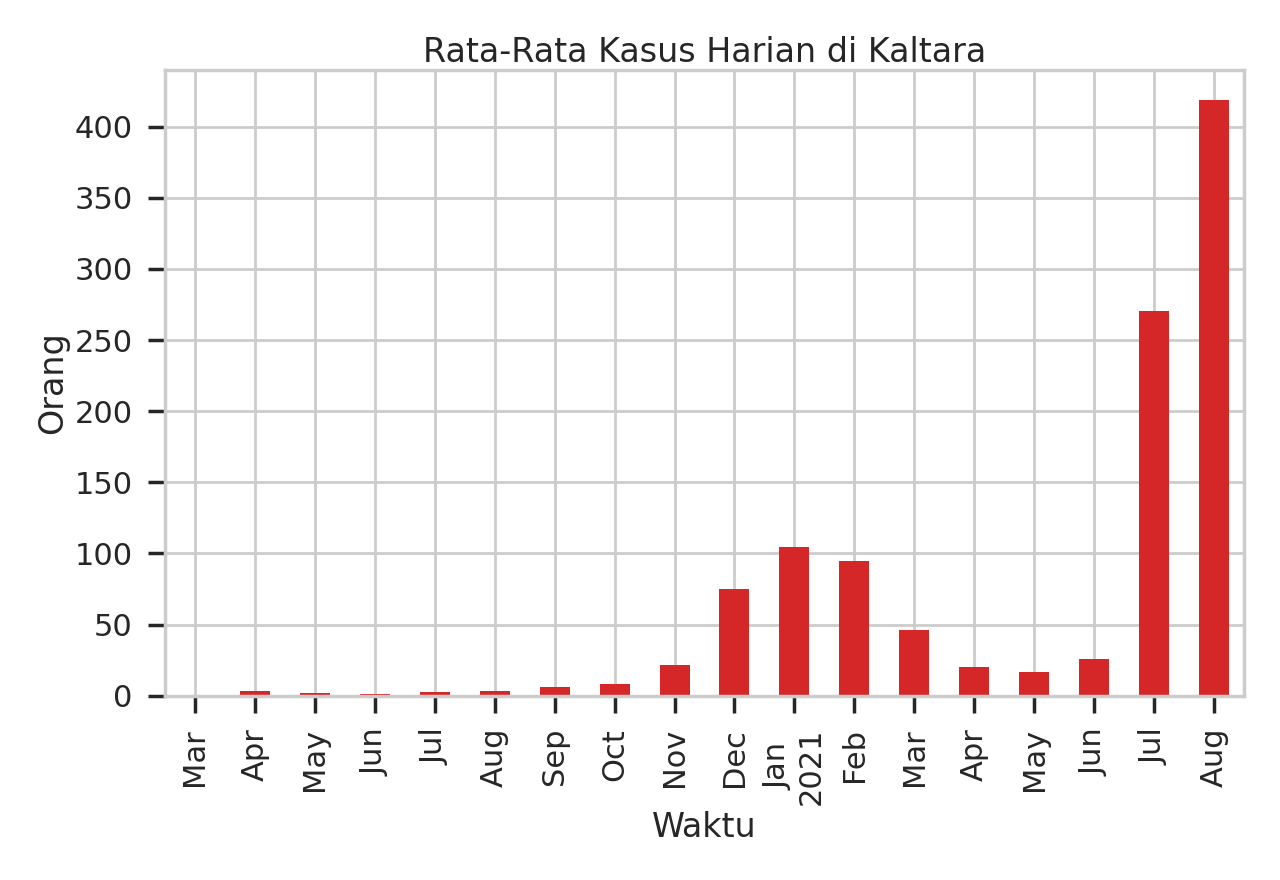 Rata-Rata Kasus Harian di Kaltara
Orang
400
350
300
250
200
150
100
50
0
Mar
Apr
May
Jun
Jul
Aug
Sep
Oct
Nov
Dec
Jan
2021
Feb
Mar
Apr
May
Jun
Jul
Aug
Waktu